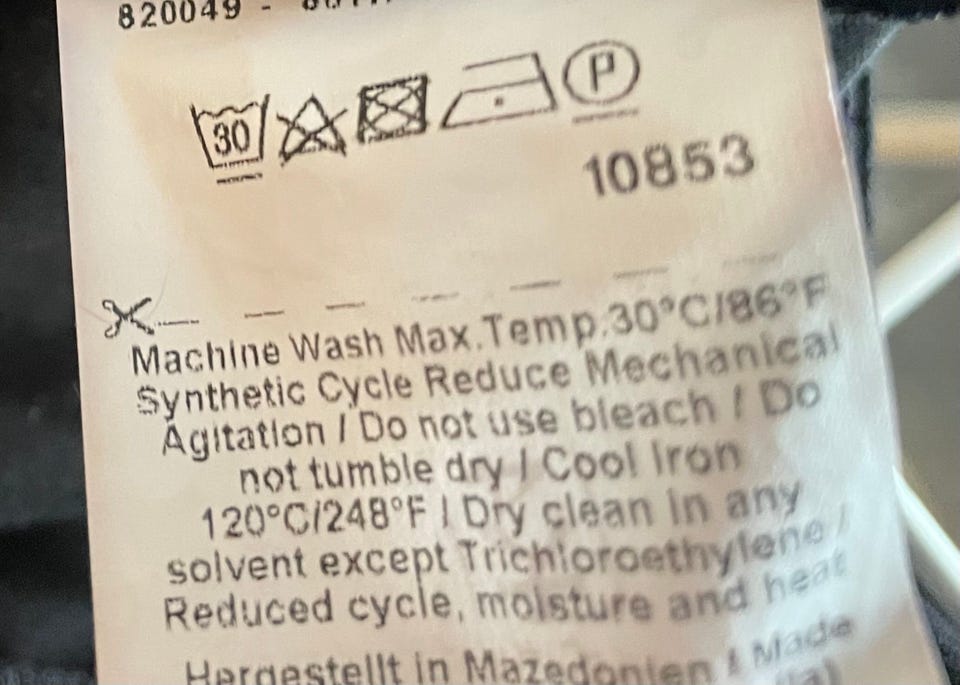 820049 -
30
P
10853
Machine Wash Max.Temp.30°C/86°F
Synthetic Cycle Reduce Mechanical
Agitation / Do not use bleach / Do
not tumble dry / Cool Iron
120°C/248°F / Dry clean in any
solvent except Trichloroethylene /
Reduced cycle, moisture and heat
Hergestellt in Mazedonien / Made